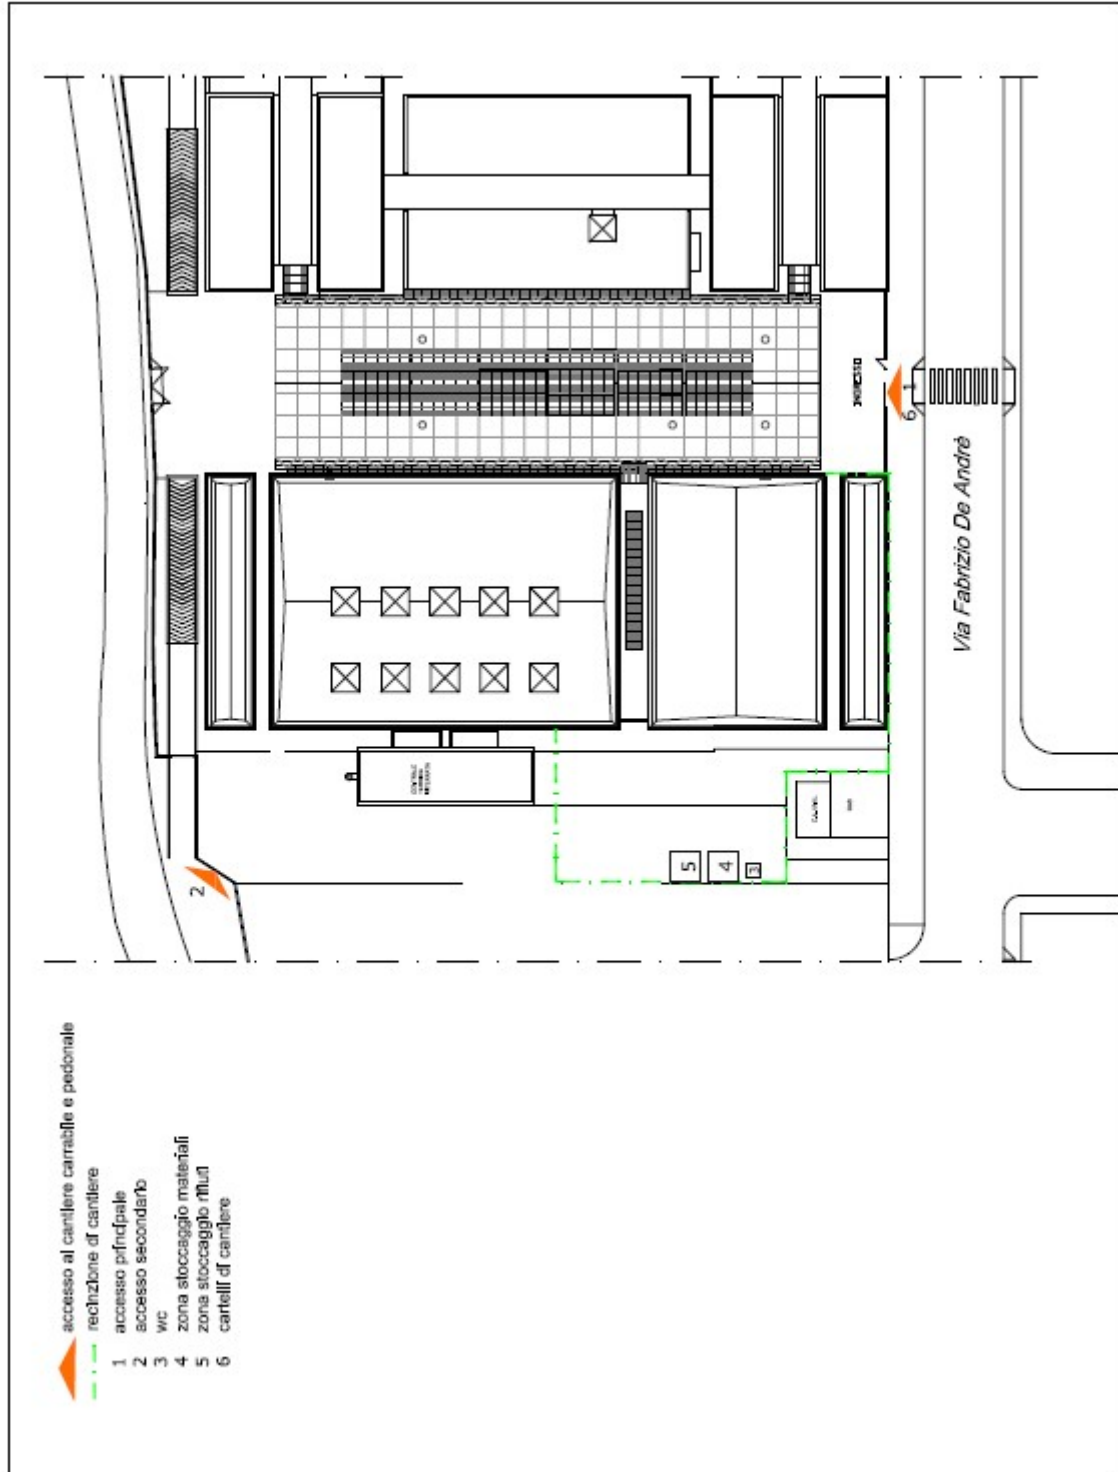 accesso al cantiere carrabile e pedonale
recinzione di cantiere
1 accesso principale
2 accesso secondario
3 wc
4 zona stoccaggio materiali
5 zona stoccaggio rifiuti
6 cartelli di cantiere
2
5
4
3
INGRESSO
6
1
Via Fabrizio De Andrè